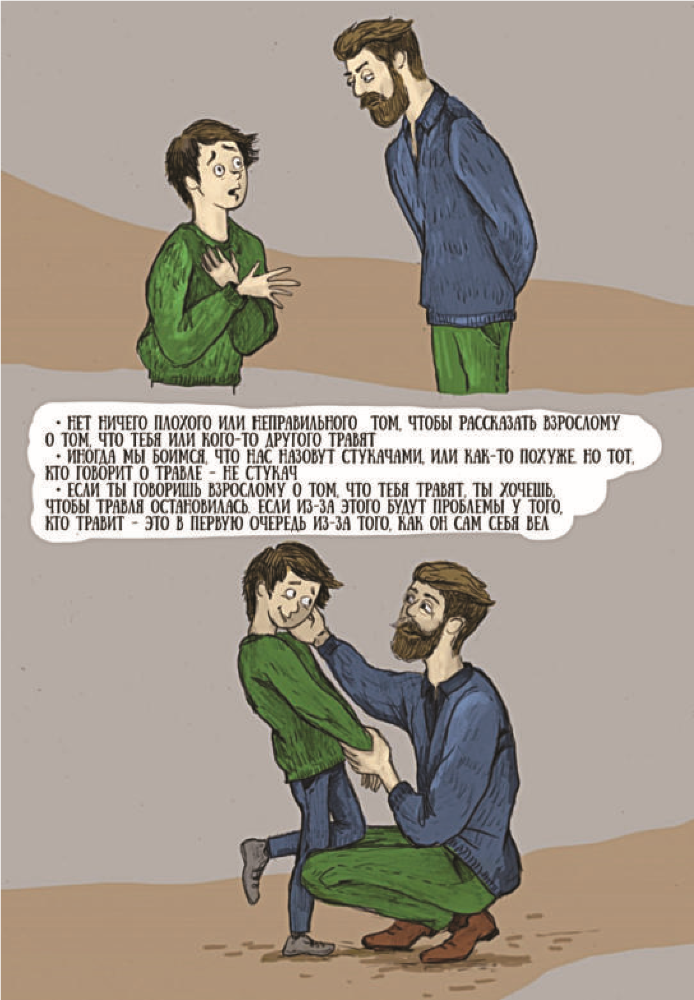 • НЕТ НИЧЕГО ПЛОХОГО ИЛИ НЕПРАВИЛЬНОГО ТОМ, ЧТОБЫ РАССКАЗАТЬ ВЗРОСЛОМУ
О ТОМ, ЧТО ТЕБЯ ИЛИ КОГО-ТО ДРУГОГО ТРАВЯТ
• ИНОГДА МЫ БОИМСЯ, ЧТО НАС НАЗОВУТ СТУКАЧАМИ, ИЛИ КАК-ТО ПОХУЖЕ. НО ТОТ,
КТО ГОВОРИТ О ТРАВЛЕ - НЕ СТУКАЧ
• ЕСЛИ ТЫ ГОВОРИШЬ ВЗРОСЛОМУ О ТОМ, ЧТО ТЕБЯ ТРАВЯТ, ТЫ ХОЧЕШЬ,
ЧТОБЫ ТРАВЛЯ ОСТАНОВИЛАСЬ. ЕСЛИ ИЗ-ЗА ЭТОГО БУДУТ ПРОБЛЕМЫ У ТОГО,
КТО ТРАВИТ - ЭТО В ПЕРВУЮ ОЧЕРЕДЬ ИЗ-ЗА ТОГО, КАК ОН САМ СЕБЯ ВЕЛ